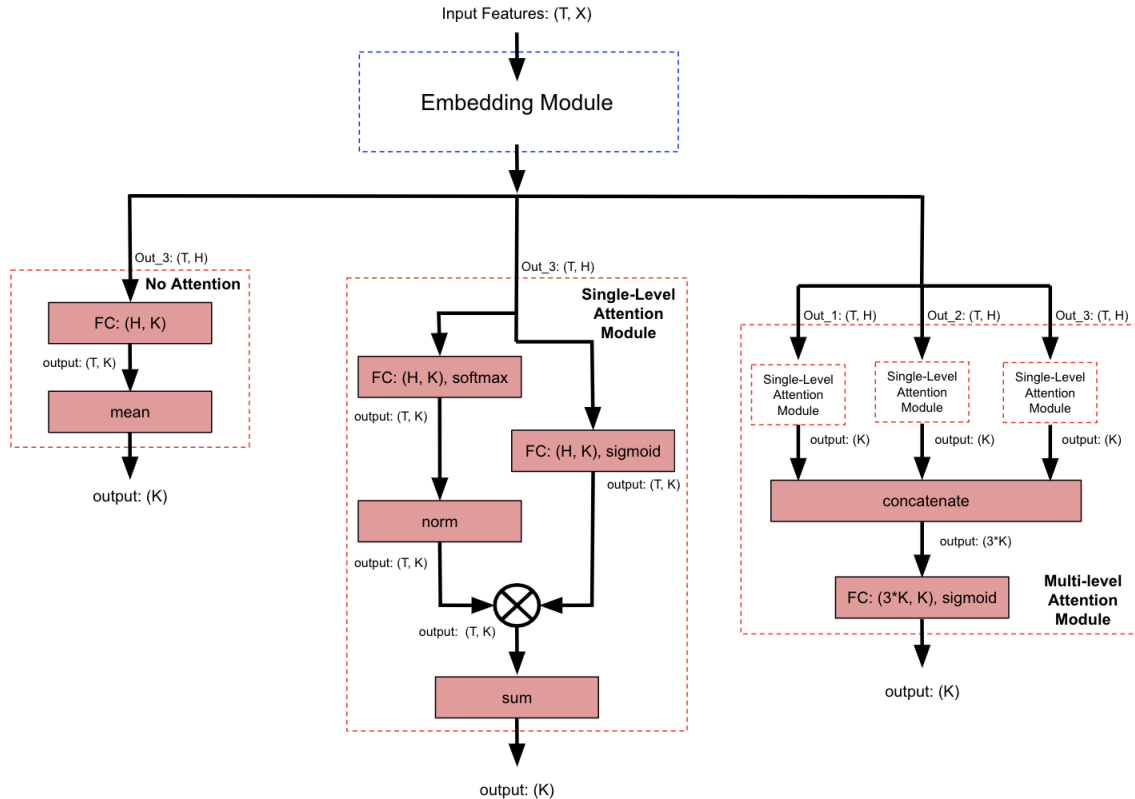 Input Features: (T, X)
Embedding Module
Out_3: (T, H)
No Attention
FC: (H, K)
output: (T, K)
mean
output: (K)
Out_3: (T, H)
Single-Level
Attention
Module
FC: (H, K), softmax
output: (T, K)
FC: (H, K), sigmoid
output: (T, K)
norm
output: (T, K)
output: (T, K)
sum
output: (K)
Out_1: (T, H)
Out_2: (T, H)
Out_3: (T, H)
Single-Level
Attention
Module
Single-Level
Attention
Module
Single-Level
Attention
Module
output: (K)
output: (K)
output: (K)
concatenate
output: (3*K)
FC: (3*K, K), sigmoid
Multi-level
Attention
Module
output: (K)